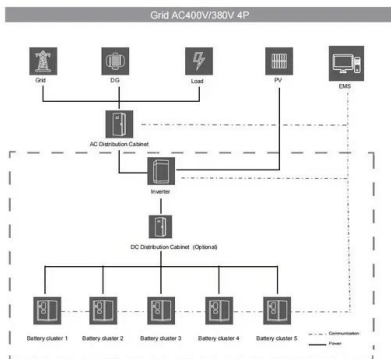 Grid AC400V/380V 4P
Grid
DG
Load
PV
EMS
AC Distribution Cabinet
Inverter
DC Distribution Cabinet (Optional)
Battery cluster 1
Battery cluster 2
Battery cluster 3
Battery cluster 4
Battery cluster 5
Communication
Power